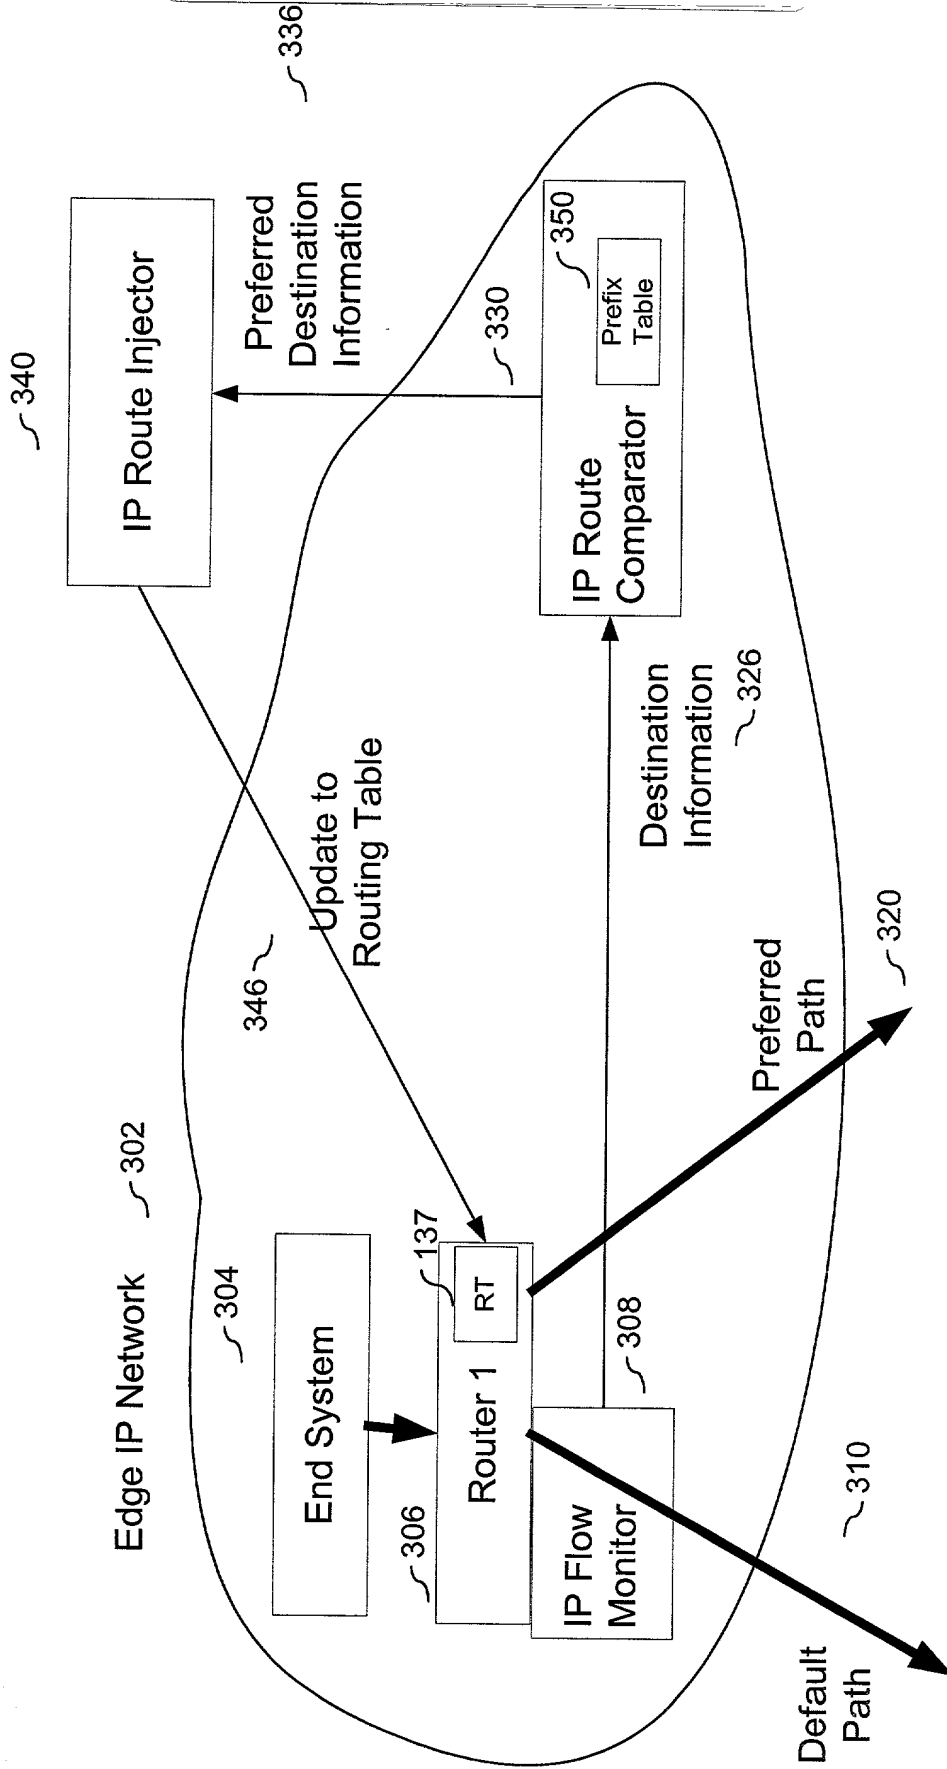 Edge IP Network
302
304
End System
306
Router 1
137
RT
IP Flow
Monitor
308
Default
Path
310
Preferred
Path
320
346
Update to
Routing Table
Destination
Information
326
IP Route
Comparator
350
Prefix
Table
330
340
IP Route Injector
Preferred
Destination
Information
336